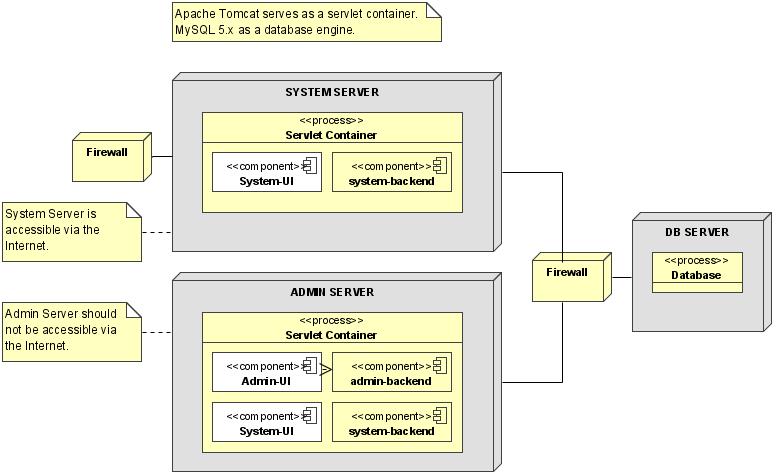 Apache Tomcat serves as a servlet container.
MySQL 5.x as a database engine.
SYSTEM SERVER
<<process>>
Servlet Container
<<component>>
System-UI
<<component>>
system-backend
Firewall
System Server is
accessible via the
Internet.
Firewall
DB SERVER
<<process>>
Database
ADMIN SERVER
<<process>>
Servlet Container
<<component>>
Admin-UI
<<component>>
admin-backend
<<component>>
System-UI
<<component>>
system-backend
Admin Server should
not be accessible via
the Internet.